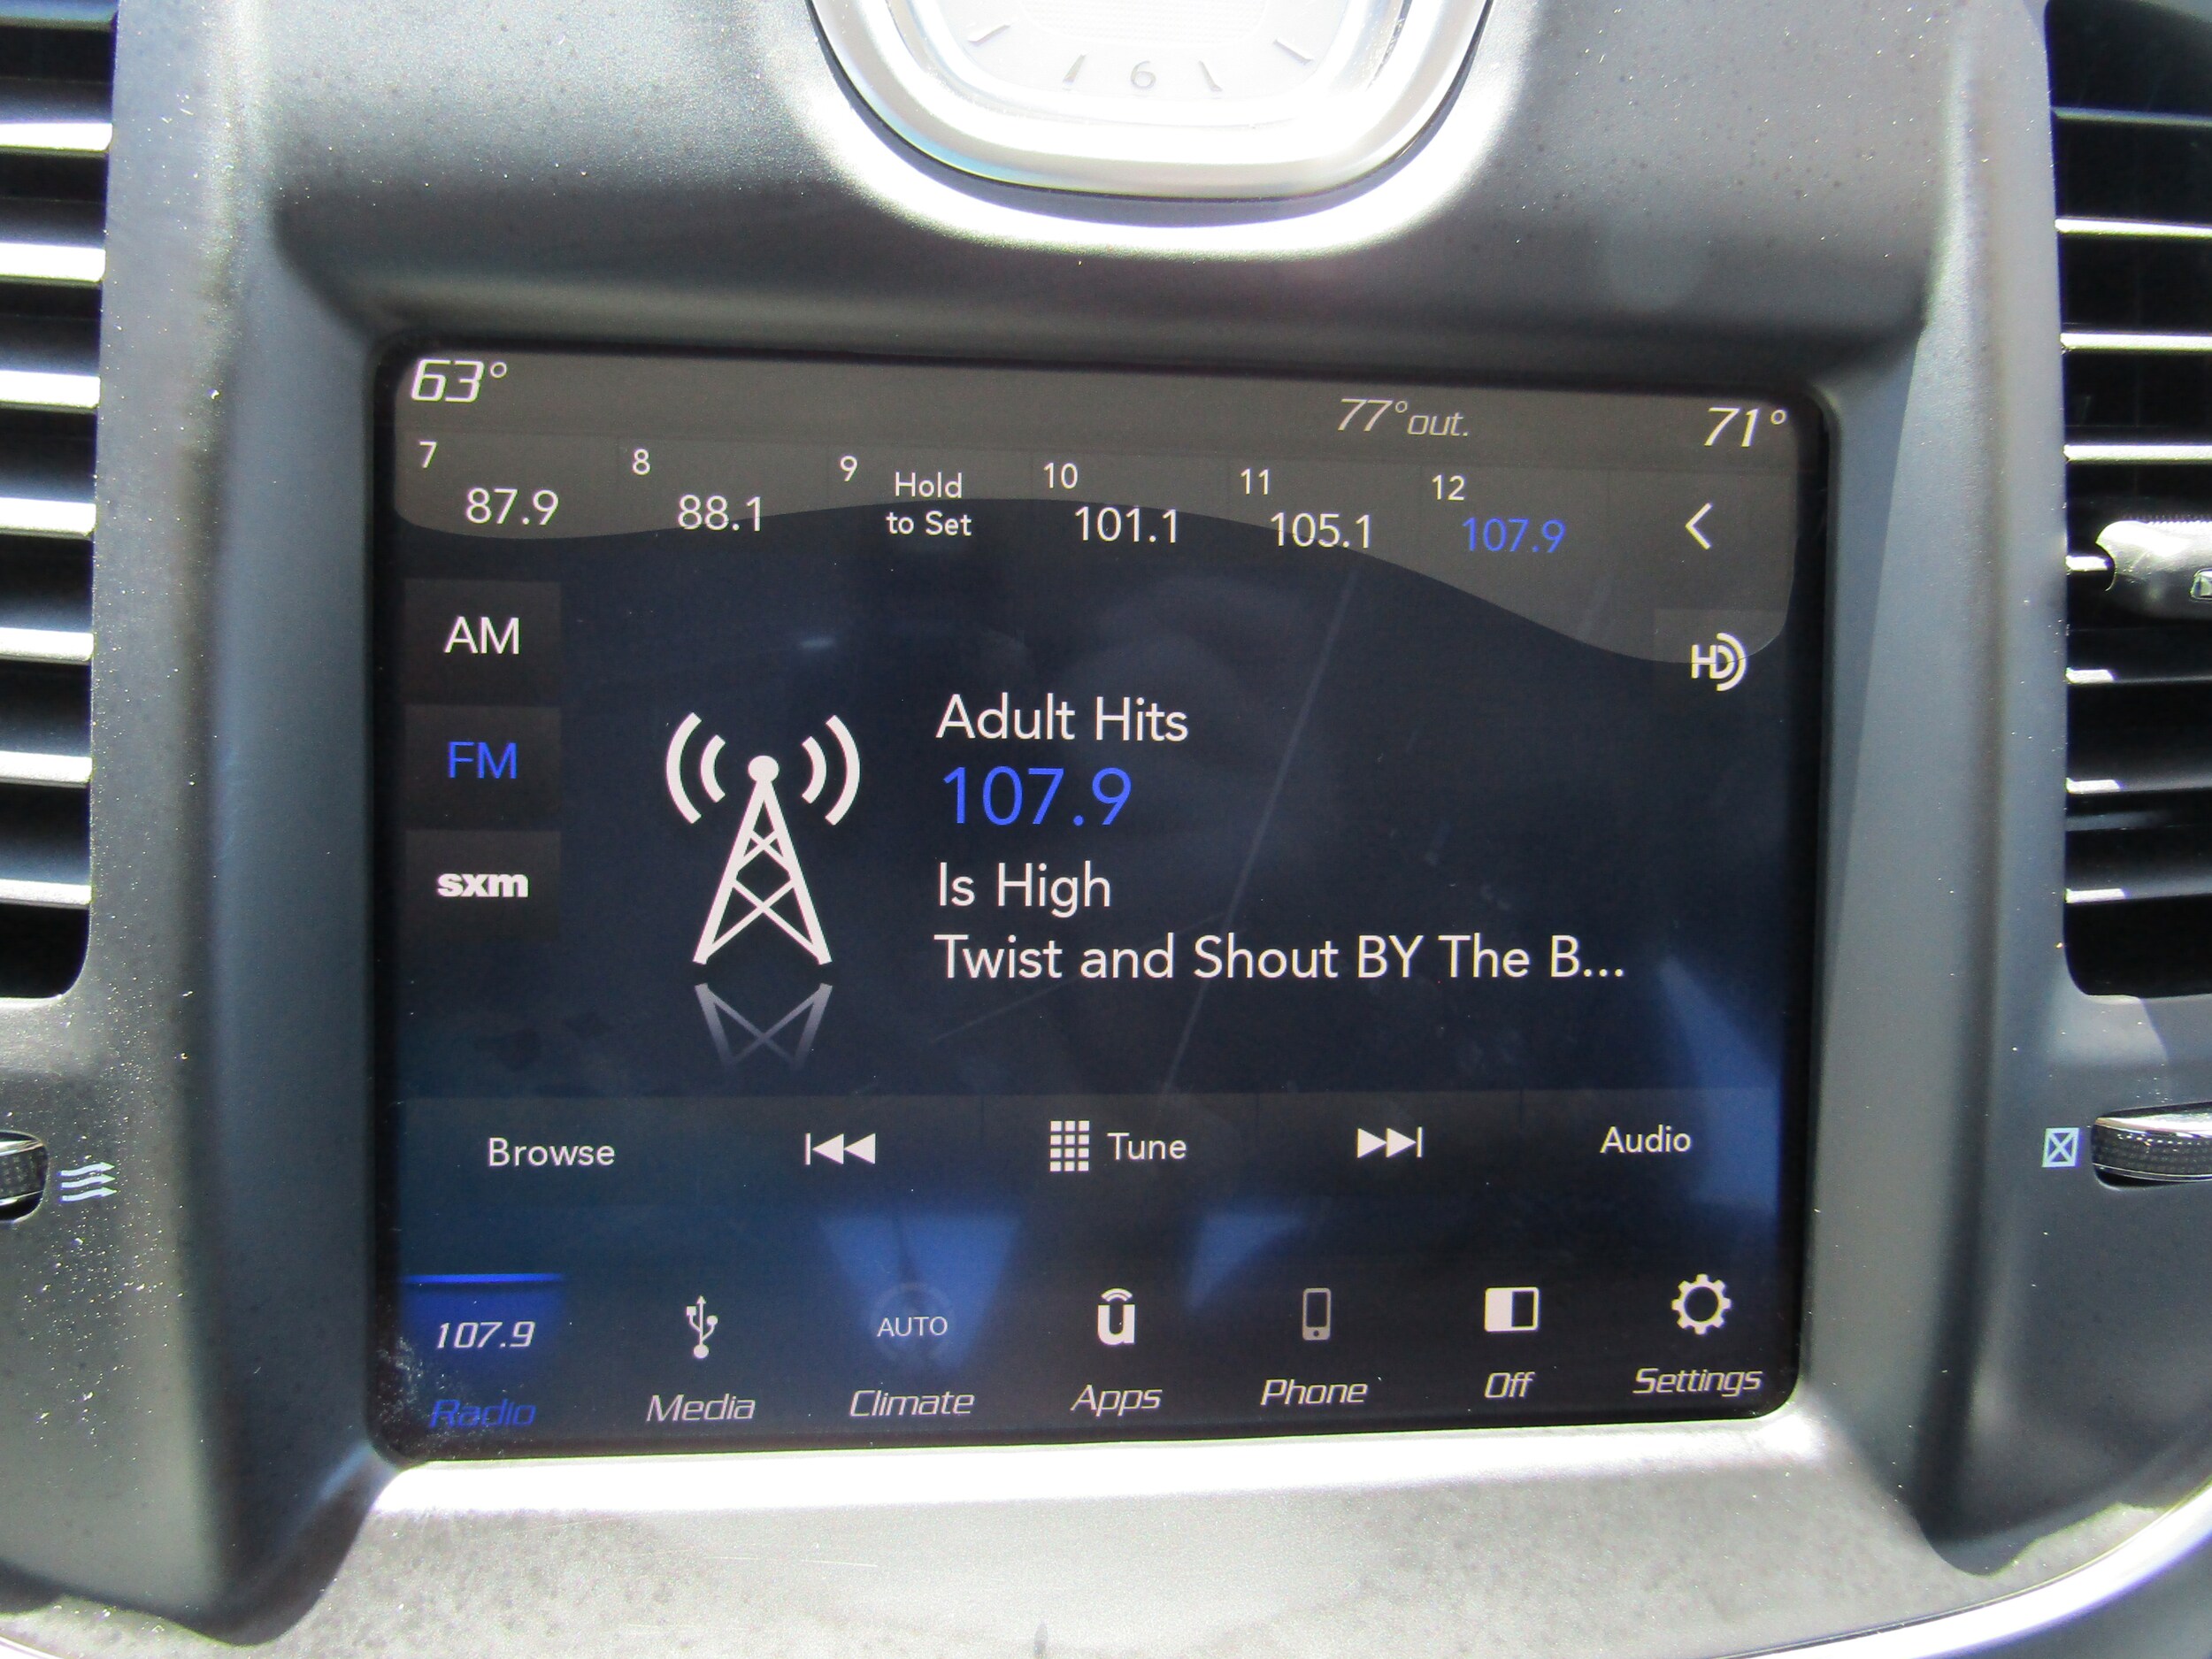 6
63°
77° out.
71°
7 87.9
8 88.1
9 Hold
to Set
10 101.1
11 105.1
12 107.9
AM
FM
sxm
HD
Adult Hits
107.9
Is High
Twist and Shout BY The B...
Browse
Tune
Audio
107.9
Radio
Media
AUTO
Climate
u
Apps
Phone
Off
Settings